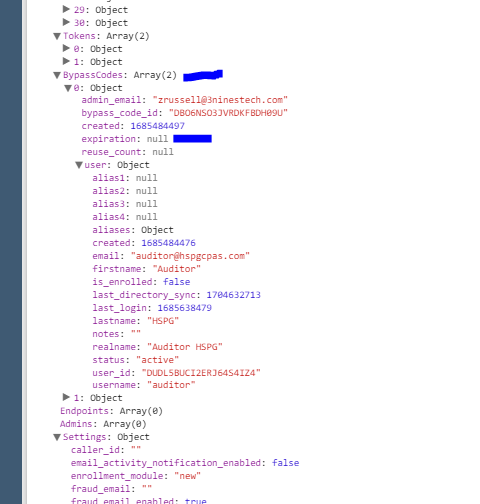 ▶ 29: Object
▶ 30: Object
▼ Tokens: Array(2)
▶ 0: Object
▶ 1: Object
▼ BypassCodes: Array(2)
▼ 0: Object
admin_email: "zrussell@3ninestech.com"
bypass_code_id: "DBO6NSO3JVRDKFBDH09U"
created: 1685484497
expiration: null
reuse_count: null
▼ user: Object
alias1: null
alias2: null
alias3: null
alias4: null
aliases: Object
created: 1685484476
email: "auditor@hspgcpas.com"
firstname: "Auditor"
is_enrolled: false
last_directory_sync: 1704632713
last_login: 1685638479
lastname: "HSPG"
notes: ""
realname: "Auditor HSPG"
status: "active"
user_id: "DUDL5BUCI2ERJ64S4IZ4"
username: "auditor"
▶ 1: Object
Endpoints: Array(0)
Admins: Array(0)
▼ Settings: Object
caller_id: ""
email_activity_notification_enabled: false
enrollment_module: "new"
fraud_email: ""
fraud_email_enabled: true